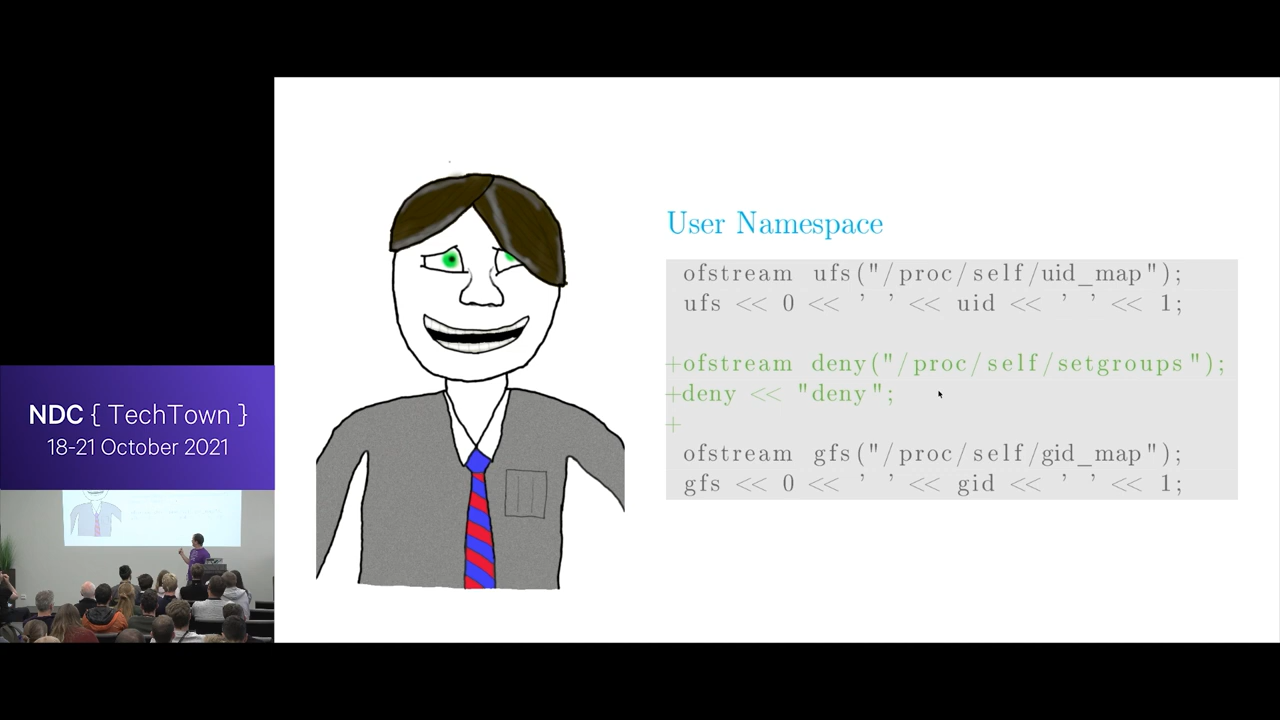 User Namespace
ofstream ufs("/proc/self/uid_map");
ufs << 0 << ' ' << uid << ' ' << 1;
+ofstream deny("/proc/self/setgroups");
+deny << "deny";
+
ofstream gfs("/proc/self/gid_map");
gfs << 0 << ' ' << gid << ' ' << 1;
NDC { TechTown }
18-21 October 2021